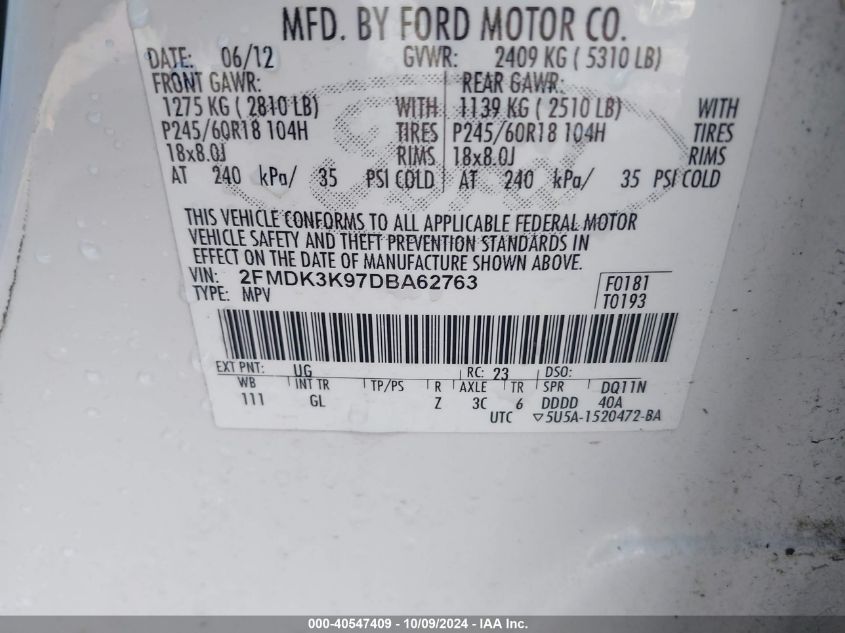 MFD. BY FORD MOTOR CO.
DATE: 06/12 GVWR: 2409 KG ( 5310 LB)
FRONT GAWR: REAR GAWR:
1275 KG ( 2810 LB) WITH 1139 KG ( 2510 LB) WITH
P245/60R18 104H TIRES P245/60R18 104H TIRES
18x8.0J RIMS 18x8.0J RIMS
AT 240 kPa/ 35 PSI COLD AT 240 kPa/ 35 PSI COLD
THIS VEHICLE CONFORMS TO ALL APPLICABLE FEDERAL MOTOR
VEHICLE SAFETY AND THEFT PREVENTION STANDARDS IN
EFFECT ON THE DATE OF MANUFACTURE SHOWN ABOVE.
VIN: 2FMDK3K97DBA62763 F0181
TYPE: MPV T0193
EXT PNT: UG RC: 23 DSO:
WB INT TR TP/PS R AXLE TR SPR DQ11N
111 GL Z 3C 6 DDDD 40A
UTC ▽5U5A-1520472-BA
000-40547409 - 10/09/2024 - IAA Inc.